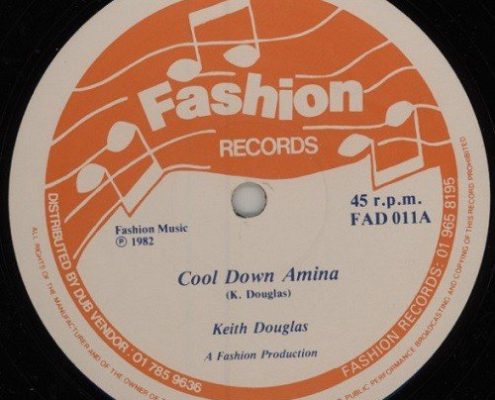 Fashion
RECORDS
45 r.p.m.
FAD 011A
Fashion Music
℗ 1982
Cool Down Amina
(K. Douglas)
Keith Douglas
A Fashion Production
DISTRIBUTED BY DUB VENDOR: 01 785 9636
FASHION RECORDS: 01 965 8195
ALL RIGHTS OF THE MANUFACTURER AND OF THE OWNER OF
PUBLIC PERFORMANCE BROADCASTING AND COPYING OF THIS RECORD PROHIBITED.